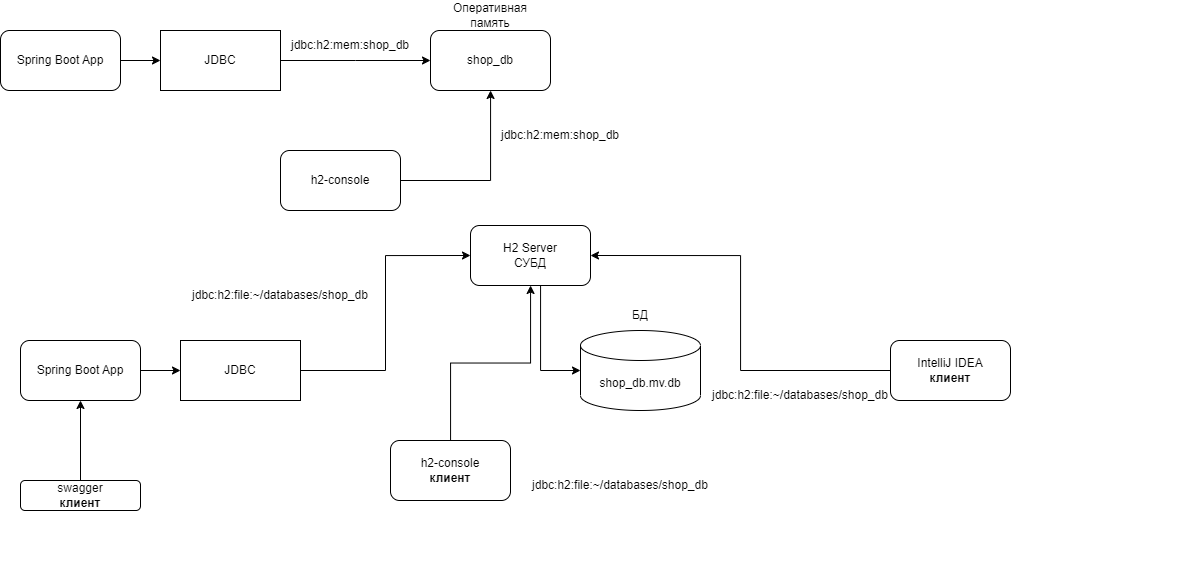 Оперативная
память
Spring Boot App
JDBC
jdbc:h2:mem:shop_db
shop_db
jdbc:h2:mem:shop_db
h2-console
H2 Server
СУБД
jdbc:h2:file:~/databases/shop_db
БД
Spring Boot App
JDBC
shop_db.mv.db
IntelliJ IDEA
клиент
jdbc:h2:file:~/databases/shop_db
h2-console
клиент
jdbc:h2:file:~/databases/shop_db
swagger
клиент